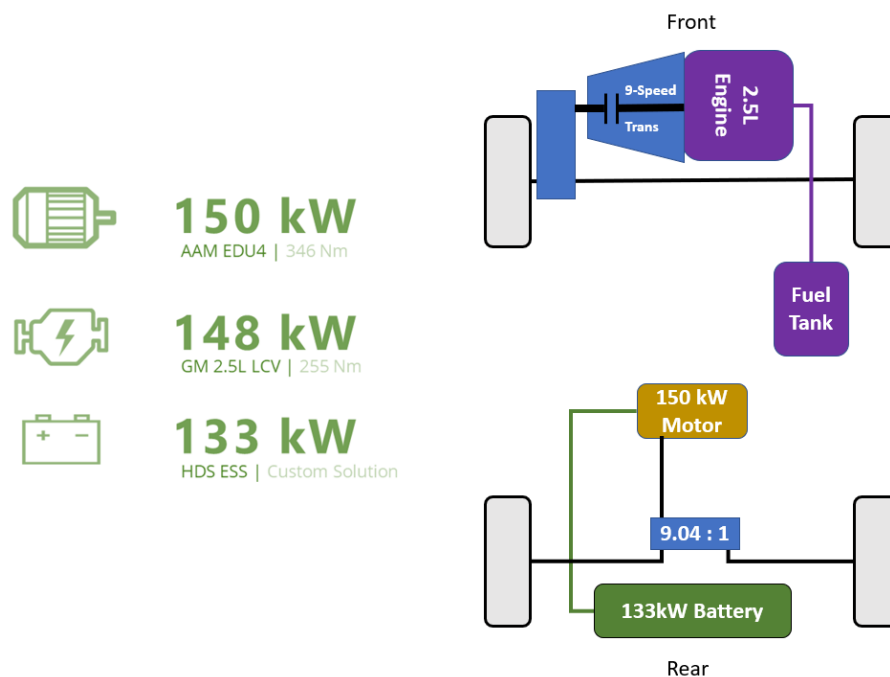 Front
9-Speed
Trans
2.5L
Engine
150 kW
AAM EDU4 | 346 Nm
Fuel
Tank
148 kW
GM 2.5L LCV | 255 Nm
150 kW
Motor
+ −
133 kW
HDS ESS | Custom Solution
9.04 : 1
133kW Battery
Rear